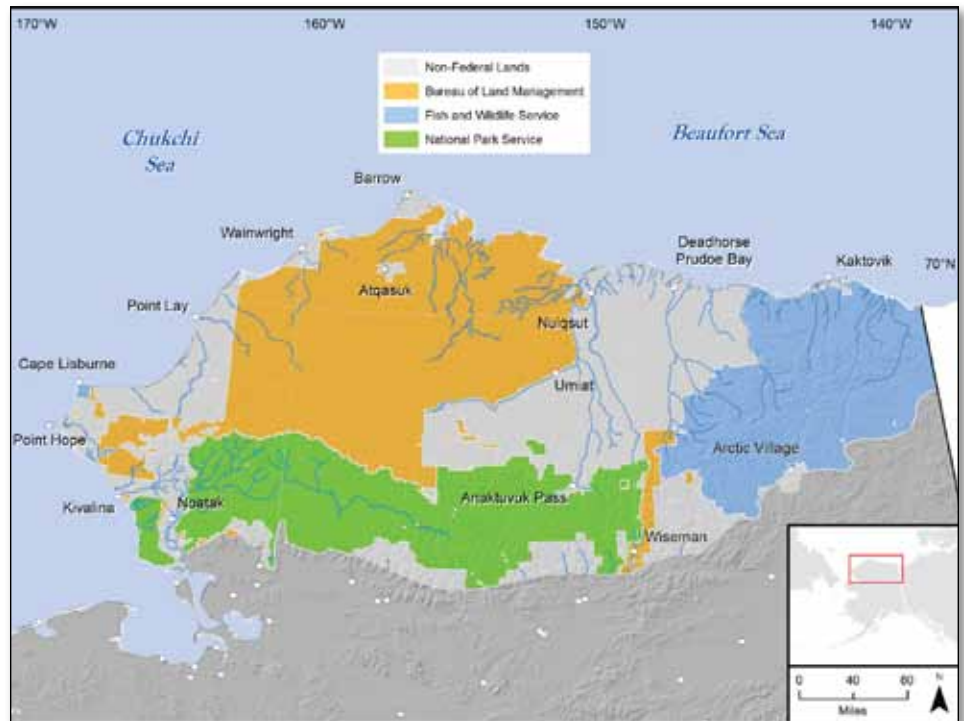 170°W
160°W
150°W
140°W
Non-Federal Lands
Bureau of Land Management
Fish and Wildlife Service
National Park Service
Chukchi
Sea
Beaufort Sea
Barrow
Wainwright
Deadhorse
Prudoe Bay
Kaktovik
70°N
Atqasuk
Point Lay
Nuiqsut
Cape Lisburne
Umiat
Point Hope
Arctic Village
Kivalina
Noatak
Anaktuvuk Pass
Wiseman
N
0 40 80
Miles